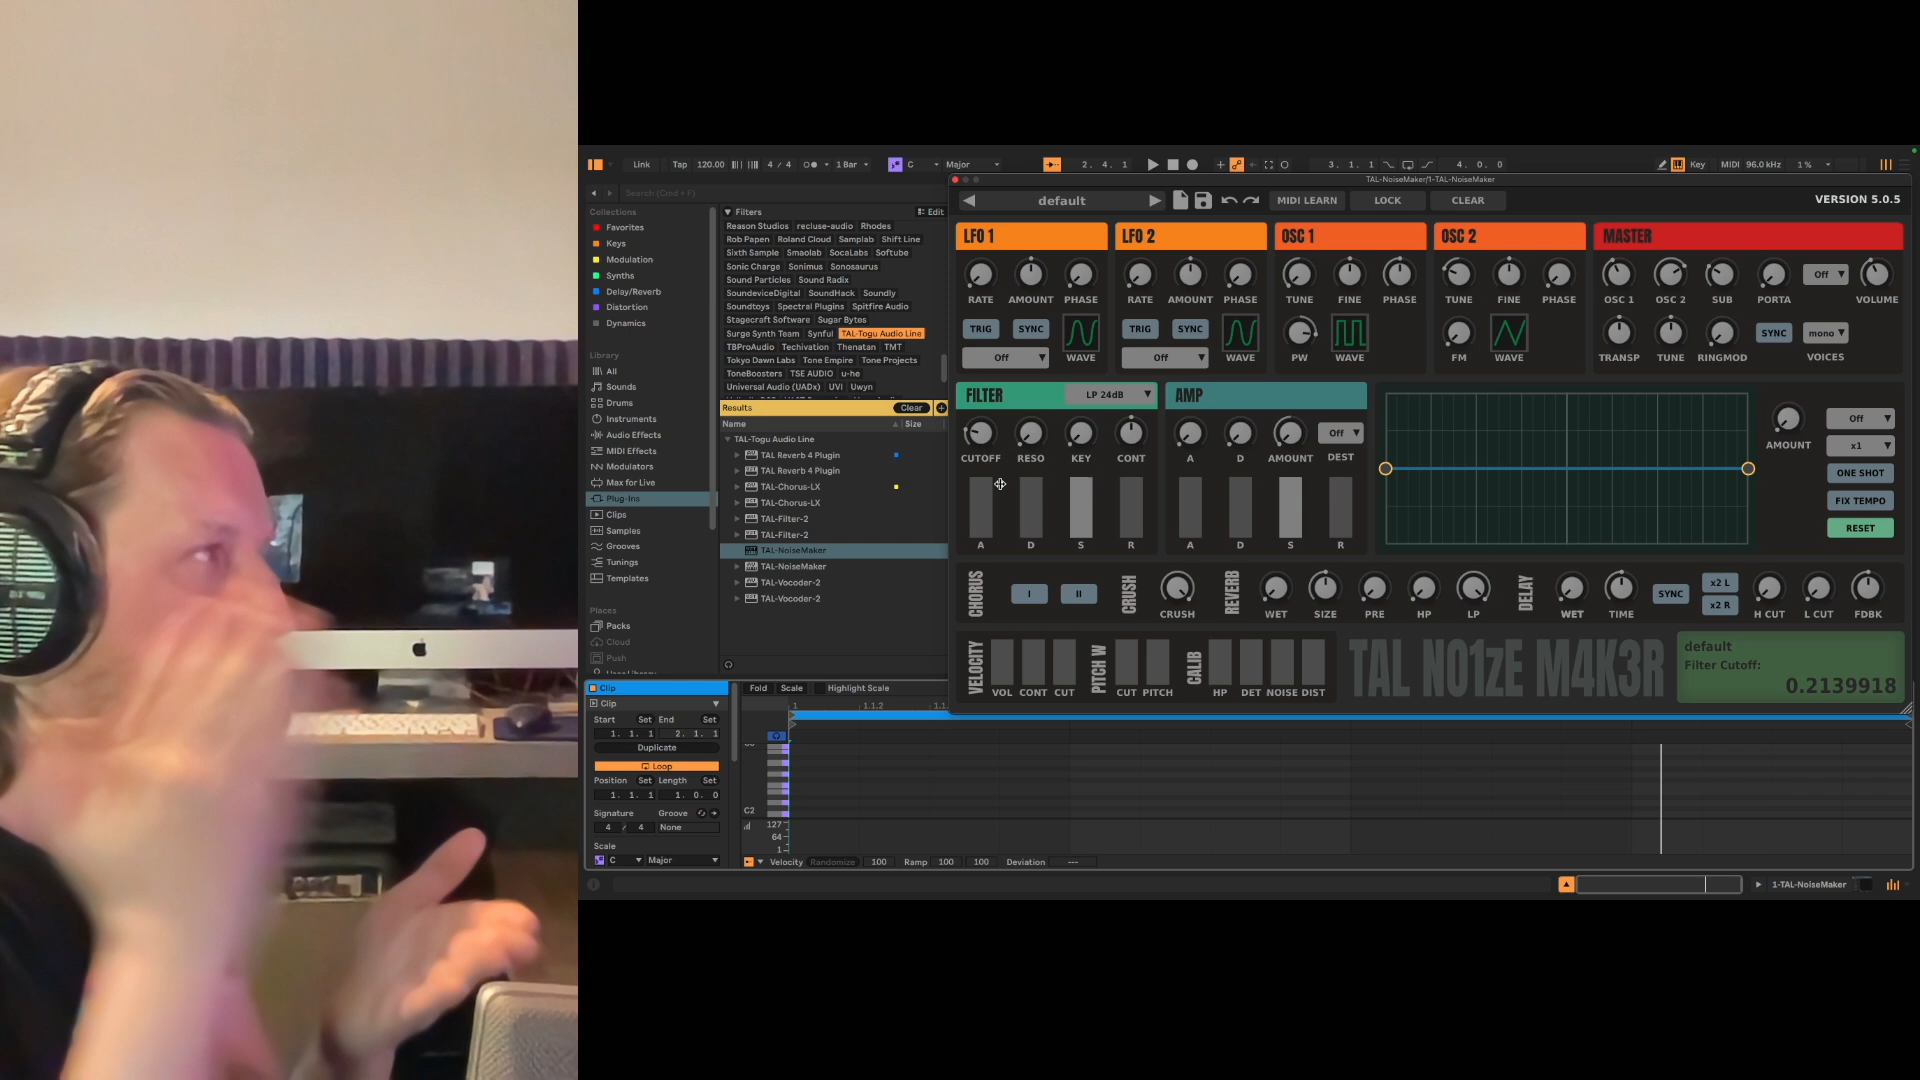 Link Tap 120.00 4 / 4 1 Bar C Major 2. 4. 1 3. 1. 1 4. 0. 0 Key MIDI 96.0 kHz 1 %
TAL-NoiseMaker/1-TAL-NoiseMaker
Search (Cmd + F)
Collections
Favorites
Keys
Modulation
Synths
Delay/Reverb
Distortion
Dynamics
Library
All
Sounds
Drums
Instruments
Audio Effects
MIDI Effects
Modulators
Max for Live
Plug-Ins
Clips
Samples
Grooves
Tunings
Templates
Places
Packs
Cloud
Push
Filters Edit
Reason Studios recluse-audio Rhodes
Rob Papen Roland Cloud Samplab Shift Line
Sixth Sample Smaolab SocaLabs Softube
Sonic Charge Sonimus Sonosaurus
Sound Particles Sound Radix
SoundeviceDigital SoundHack Soundly
Soundtoys Spectral Plugins Spitfire Audio
Stagecraft Software Sugar Bytes
Surge Synth Team Synful TAL-Togu Audio Line
TBProAudio Techivation Thenatan TMT
Tokyo Dawn Labs Tone Empire Tone Projects
ToneBoosters TSE AUDIO u-he
Universal Audio (UADx) UVI Uwyn
Results Clear
Name Size
TAL-Togu Audio Line
TAL Reverb 4 Plugin
TAL Reverb 4 Plugin
TAL-Chorus-LX
TAL-Chorus-LX
TAL-Filter-2
TAL-Filter-2
TAL-NoiseMaker
TAL-NoiseMaker
TAL-Vocoder-2
TAL-Vocoder-2
default MIDI LEARN LOCK CLEAR VERSION 5.0.5
LFO 1 LFO 2 OSC 1 OSC 2 MASTER
RATE AMOUNT PHASE RATE AMOUNT PHASE TUNE FINE PHASE TUNE FINE PHASE OSC 1 OSC 2 SUB PORTA Off VOLUME
TRIG SYNC TRIG SYNC SYNC mono
Off WAVE Off WAVE PW WAVE FM WAVE TRANSP TUNE RINGMOD VOICES
FILTER LP 24dB AMP
CUTOFF RESO KEY CONT A D AMOUNT Off DEST
A D S R A D S R
AMOUNT Off
x1
ONE SHOT
FIX TEMPO
RESET
CHORUS I II CRUSH CRUSH REVERB WET SIZE PRE HP LP DELAY WET TIME SYNC x2 L x2 R H CUT L CUT FDBK
VELOCITY VOL CONT CUT PITCH W CUT PITCH CALIB HP DET NOISE DIST
TAL NO1zE M4K3R
default
Filter Cutoff:
0.2139918
Clip
Clip
Start Set End Set
1. 1. 1 2. 1. 1
Duplicate
Loop
Position Set Length Set
1. 1. 1 1. 0. 0
Signature Groove
4 / 4 None
Scale
C Major
Fold Scale Highlight Scale
1 1.1.2
C2
127
64
1
Velocity Randomize 100 Ramp 100 100 Deviation ---
1-TAL-NoiseMaker